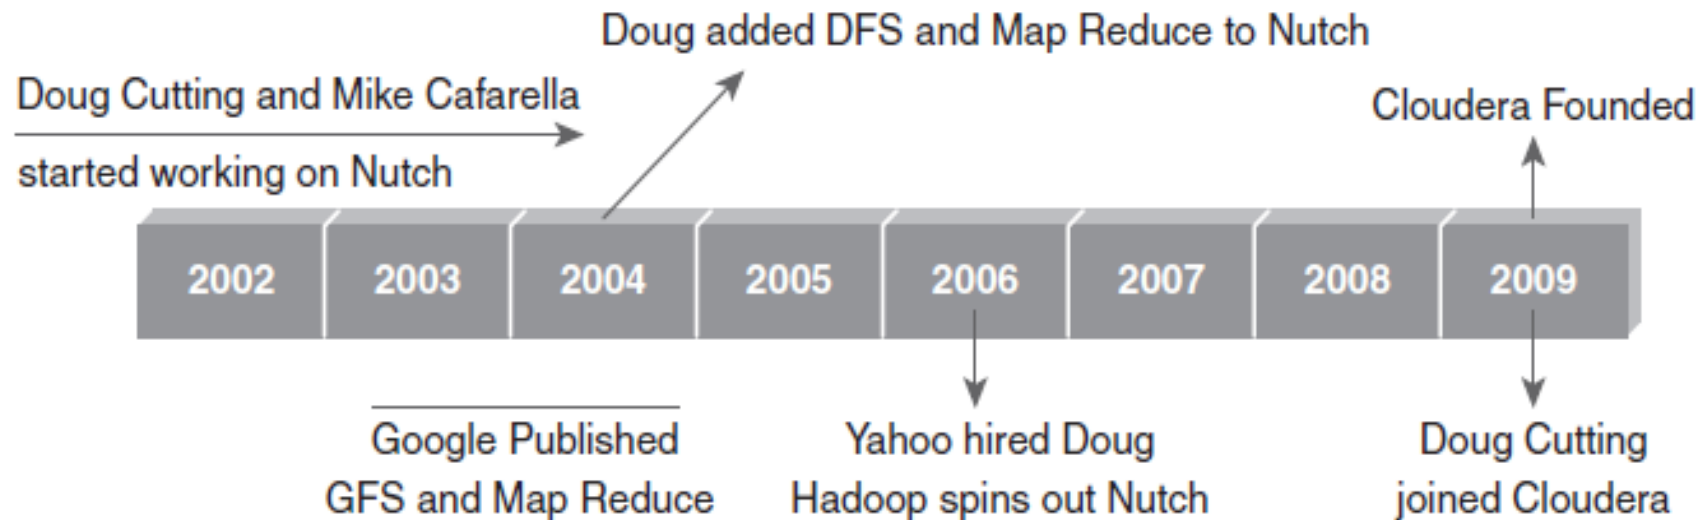 Doug added DFS and Map Reduce to Nutch
Doug Cutting and Mike Cafarella
started working on Nutch
Cloudera Founded
2002 2003 2004 2005 2006 2007 2008 2009
Google Published
GFS and Map Reduce
Yahoo hired Doug
Hadoop spins out Nutch
Doug Cutting
joined Cloudera